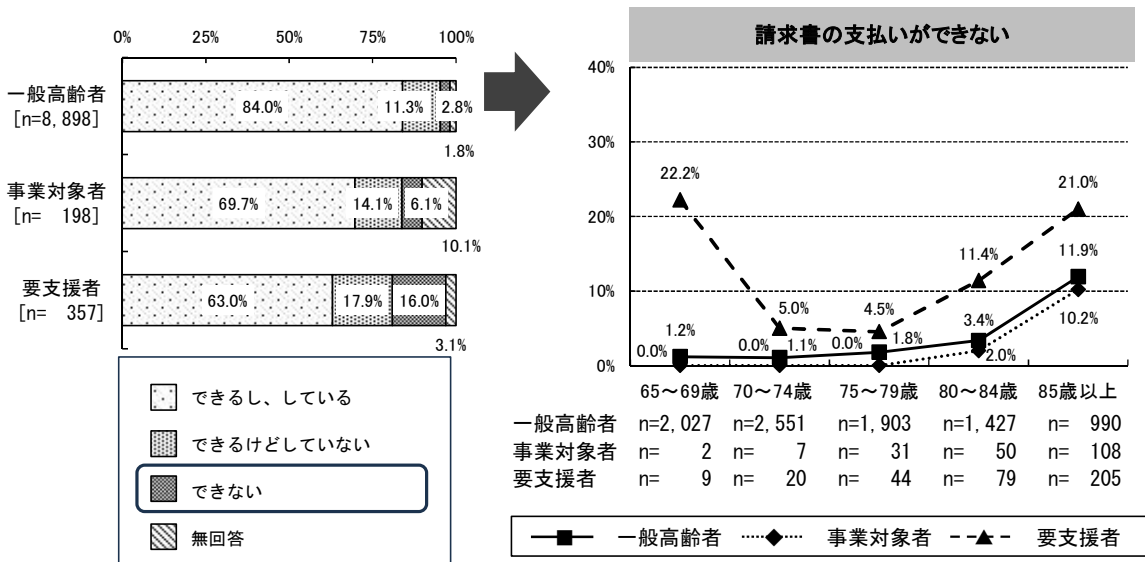 0% 25% 50% 75% 100%
一般高齢者
[n=8,898]
84.0% 11.3% 2.8%
1.8%
事業対象者
[n= 198]
69.7% 14.1% 6.1%
10.1%
要支援者
[n= 357]
63.0% 17.9% 16.0%
3.1%
できるし、している
できるけどしていない
できない
無回答
請求書の支払いができない
40%
30%
20%
10%
0%
22.2% 5.0% 4.5% 11.4% 21.0%
1.2% 1.1% 1.8% 3.4% 11.9%
0.0% 0.0% 0.0% 2.0% 10.2%
65～69歳 70～74歳 75～79歳 80～84歳 85歳以上
一般高齢者 n=2,027 n=2,551 n=1,903 n=1,427 n= 990
事業対象者 n= 2 n= 7 n= 31 n= 50 n= 108
要支援者 n= 9 n= 20 n= 44 n= 79 n= 205
一般高齢者 事業対象者 要支援者